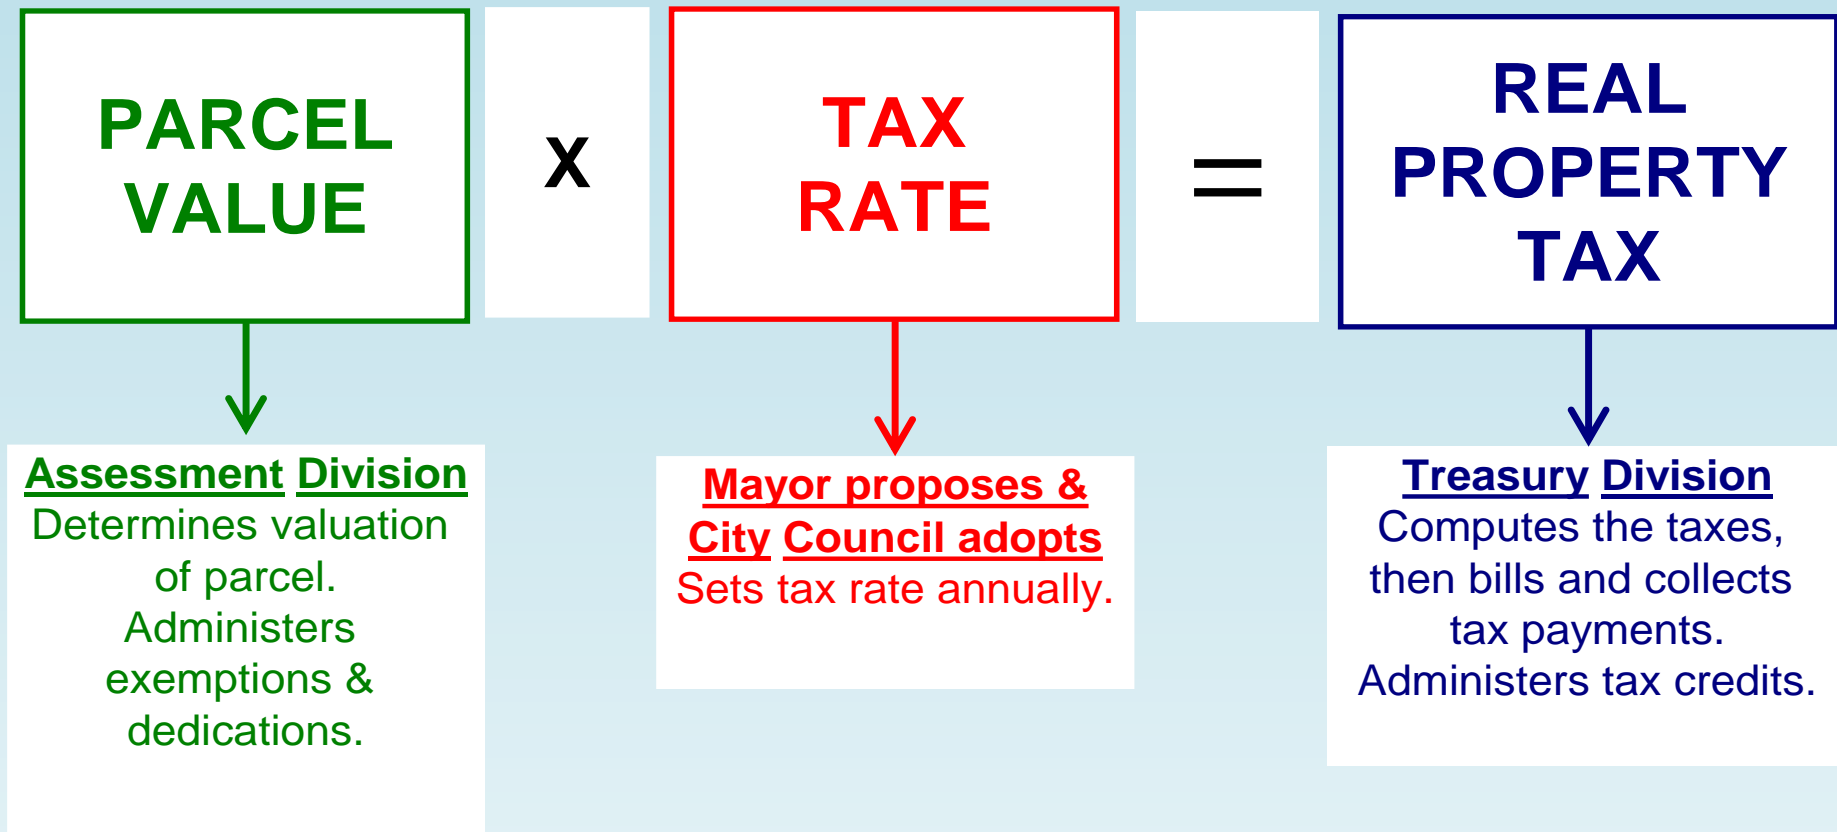 PARCEL
VALUE
x
TAX
RATE
=
REAL
PROPERTY
TAX
Assessment Division
Determines valuation
of parcel.
Administers
exemptions &
dedications.
Mayor proposes &
City Council adopts
Sets tax rate annually.
Treasury Division
Computes the taxes,
then bills and collects
tax payments.
Administers tax credits.